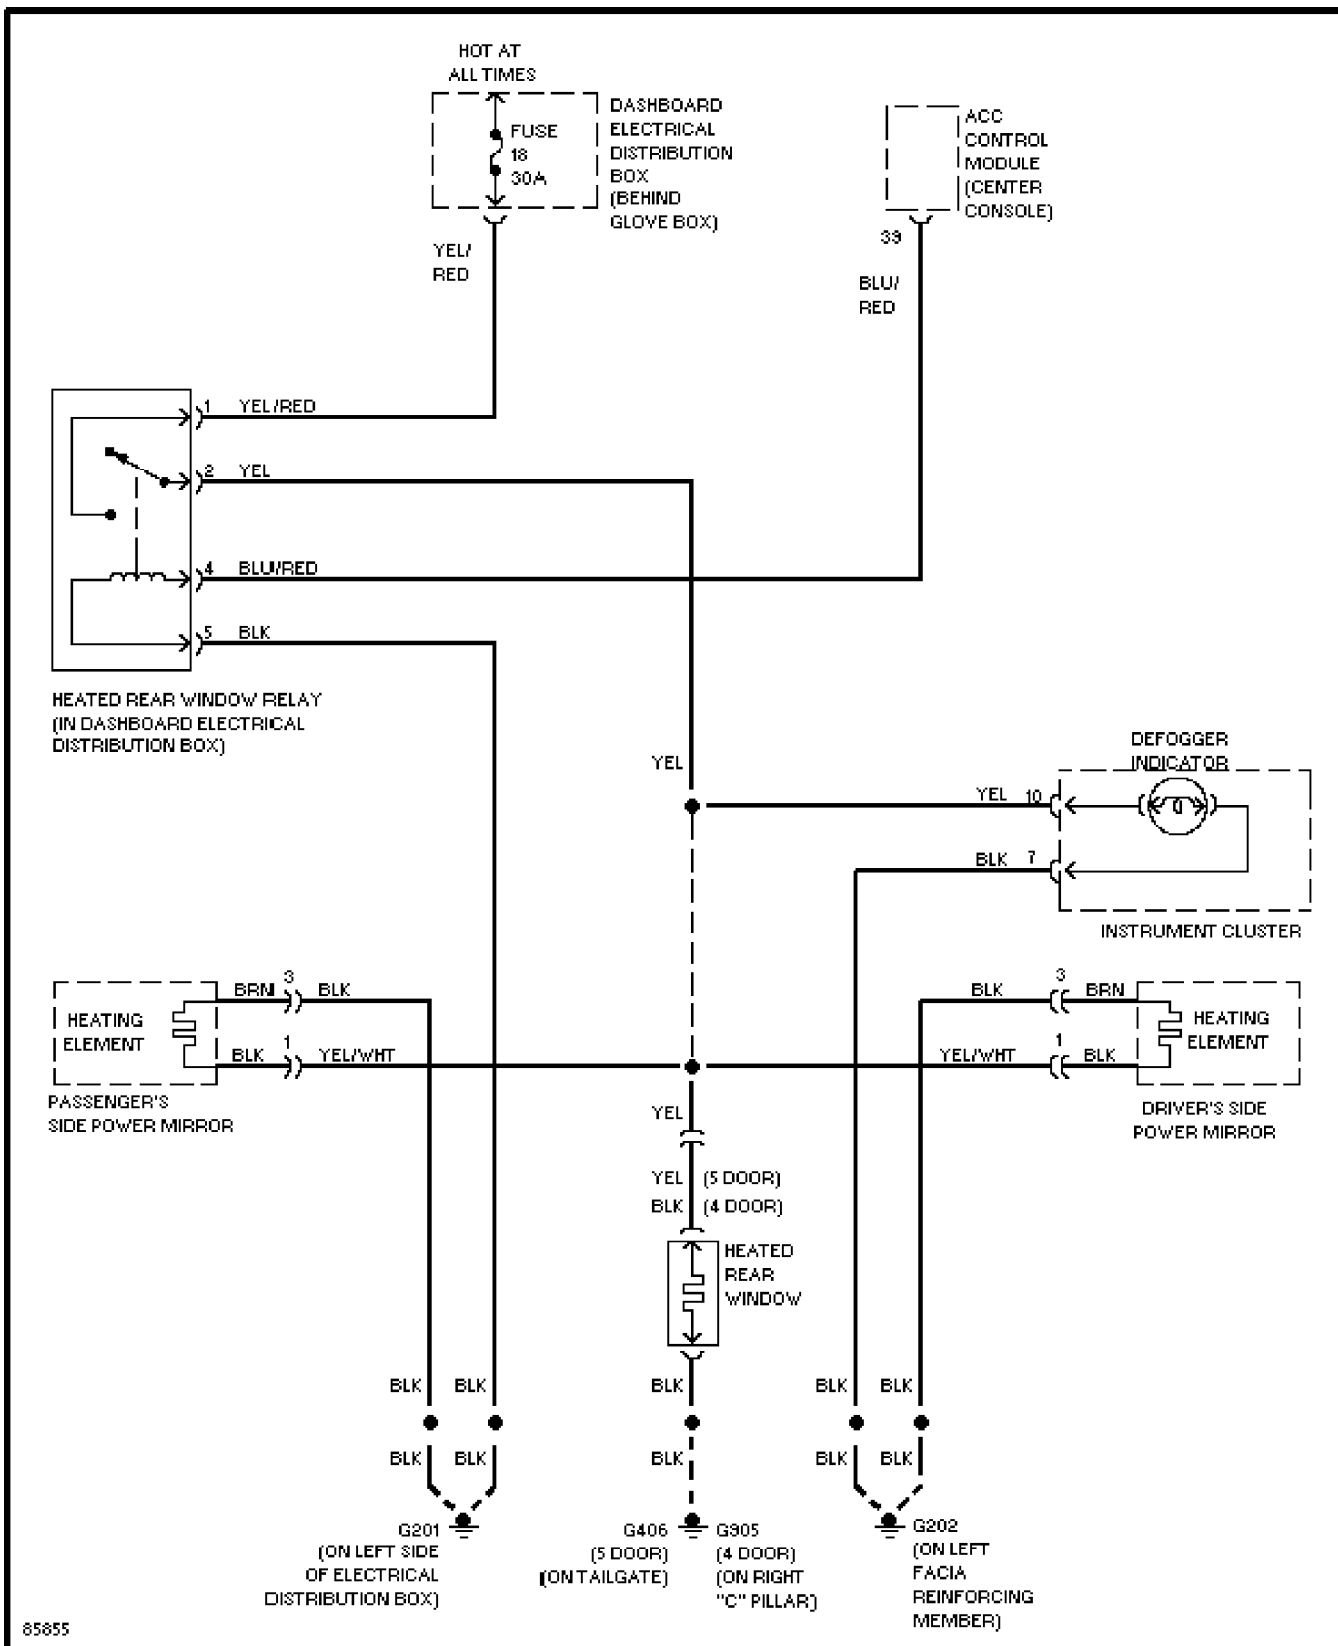 HOT AT
ALL TIMES
FUSE
18
30A
DASHBOARD
ELECTRICAL
DISTRIBUTION
BOX
(BEHIND
GLOVE BOX)
ACC
CONTROL
MODULE
(CENTER
CONSOLE)
39
YEL/
RED
BLU/
RED
1 YEL/RED
2 YEL
4 BLU/RED
5 BLK
HEATED REAR WINDOW RELAY
(IN DASHBOARD ELECTRICAL
DISTRIBUTION BOX)
YEL
DEFOGGER
INDICATOR
YEL 10
BLK 7
INSTRUMENT CLUSTER
HEATING
ELEMENT
BRN 3 BLK
BLK 1 YEL/WHT
PASSENGER'S
SIDE POWER MIRROR
BLK 3 BRN
YEL/WHT 1 BLK
HEATING
ELEMENT
DRIVER'S SIDE
POWER MIRROR
YEL
YEL (5 DOOR)
BLK (4 DOOR)
HEATED
REAR
WINDOW
BLK BLK BLK BLK BLK
BLK BLK BLK BLK BLK
G201
(ON LEFT SIDE
OF ELECTRICAL
DISTRIBUTION BOX)
G406
(5 DOOR)
(ON TAILGATE)
G905
(4 DOOR)
(ON RIGHT
"C" PILLAR)
G202
(ON LEFT
FACIA
REINFORCING
MEMBER)
85855